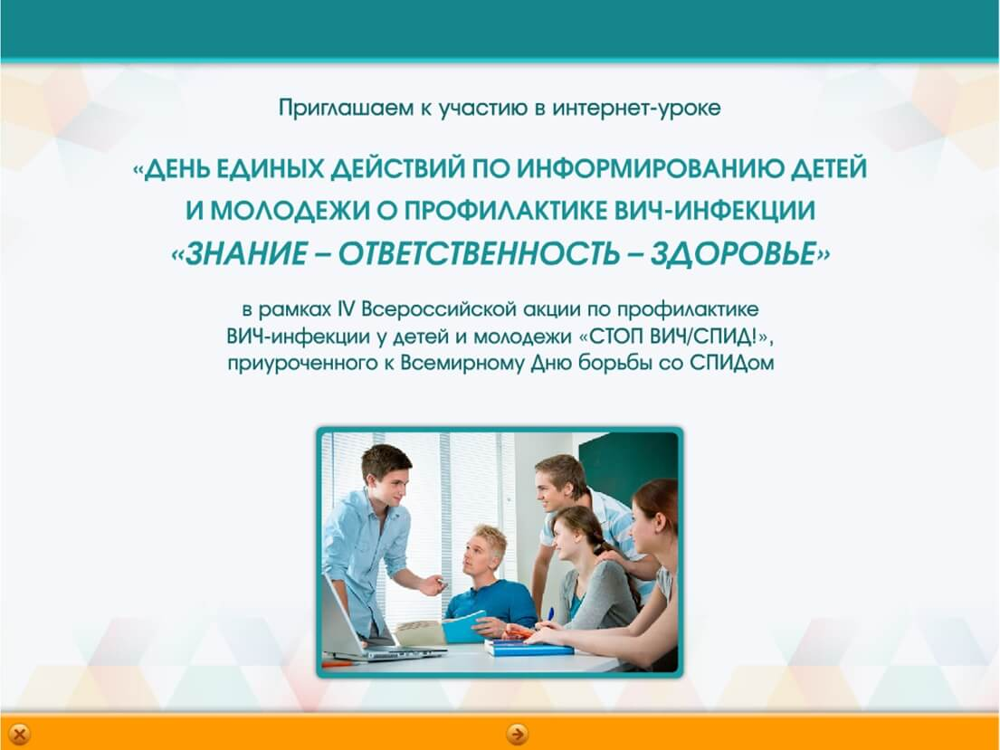 Приглашаем к участию в интернет-уроке
«ДЕНЬ ЕДИНЫХ ДЕЙСТВИЙ ПО ИНФОРМИРОВАНИЮ ДЕТЕЙ
И МОЛОДЕЖИ О ПРОФИЛАКТИКЕ ВИЧ-ИНФЕКЦИИ
«ЗНАНИЕ – ОТВЕТСТВЕННОСТЬ – ЗДОРОВЬЕ»
в рамках IV Всероссийской акции по профилактике
ВИЧ-инфекции у детей и молодежи «СТОП ВИЧ/СПИД!»,
приуроченного к Всемирному Дню борьбы со СПИДом